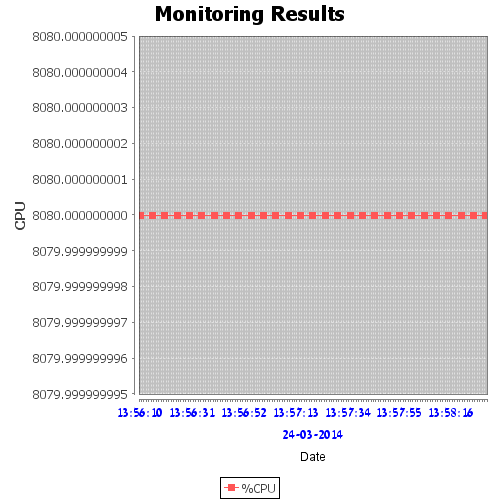 Monitoring Results
8080.000000005
8080.000000004
8080.000000003
8080.000000002
8080.000000001
8080.000000000
8079.999999999
8079.999999998
8079.999999997
8079.999999996
8079.999999995
CPU
13:56:10 13:56:31 13:56:52 13:57:13 13:57:34 13:57:55 13:58:16
24-03-2014
Date
%CPU